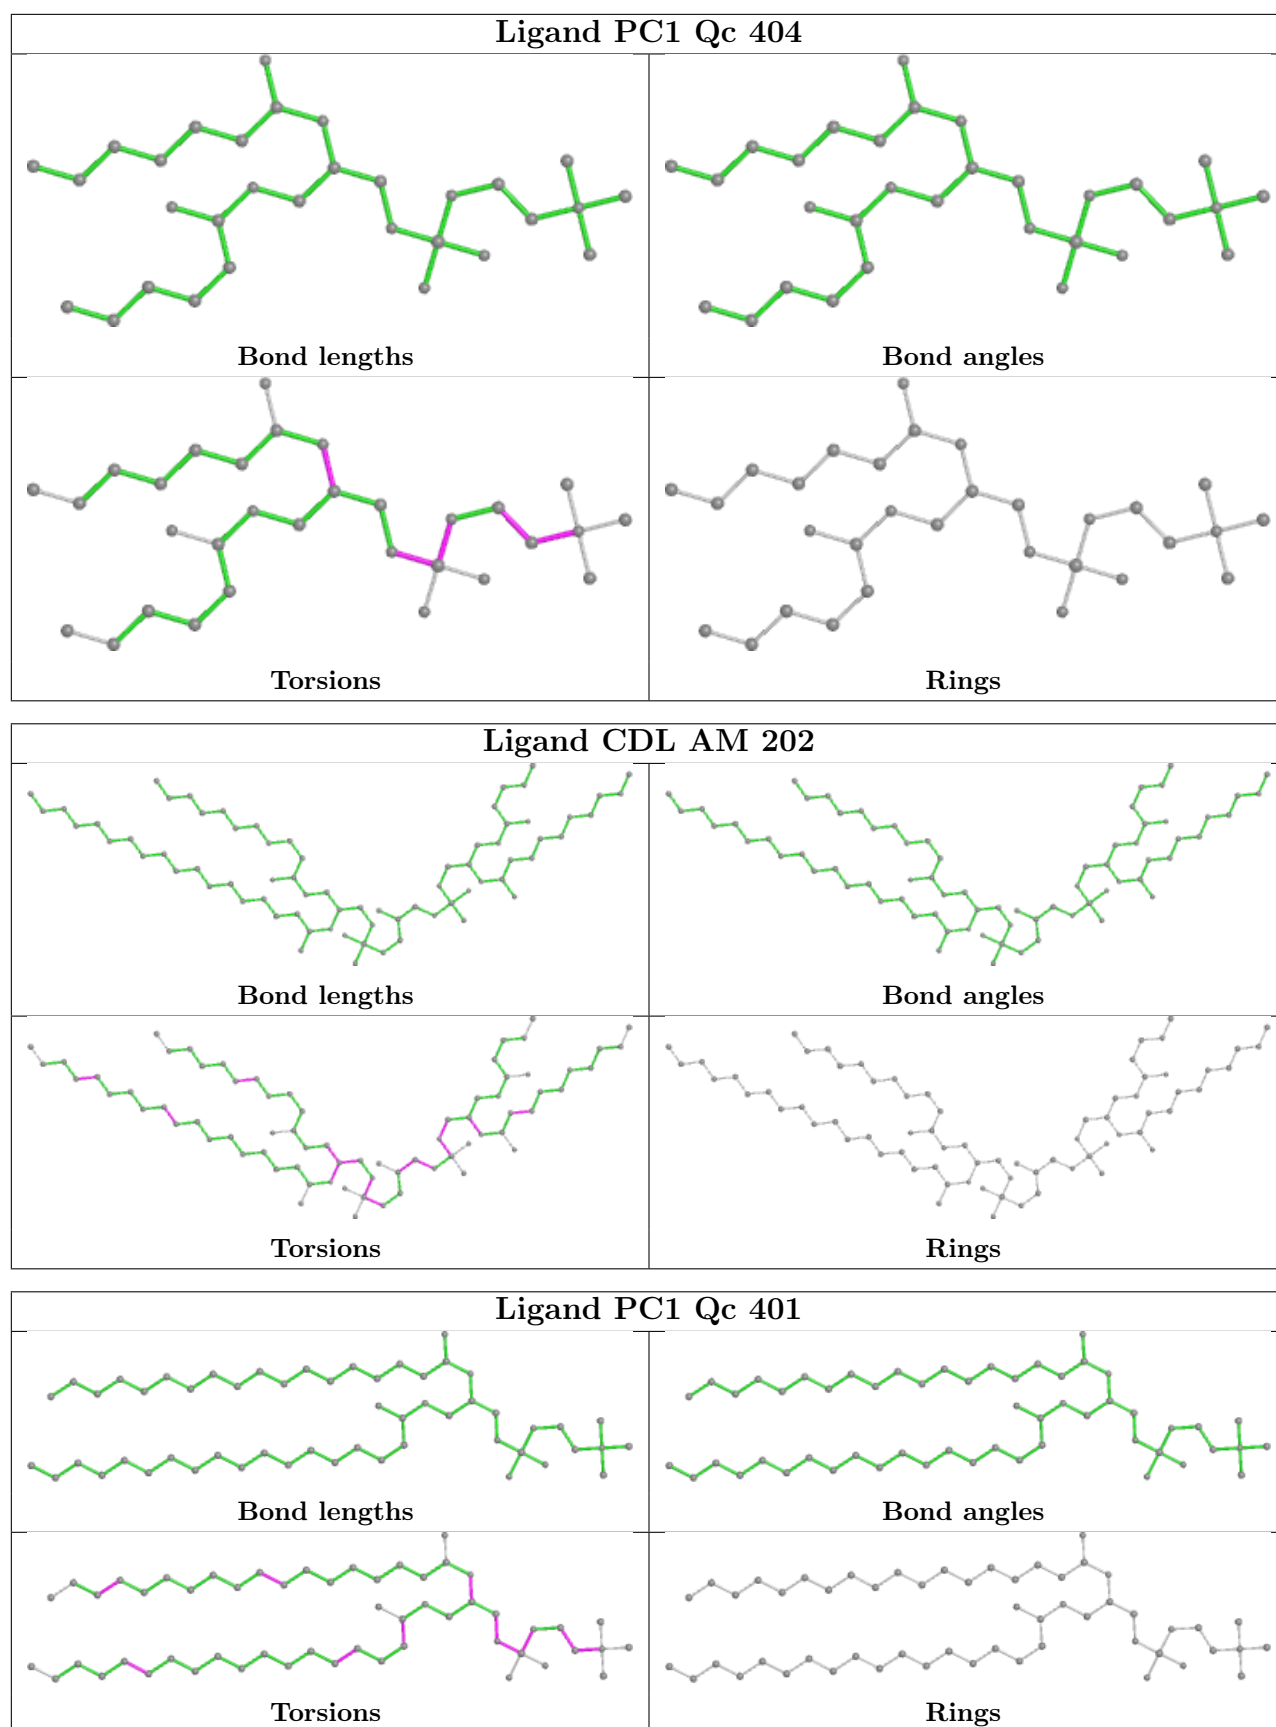 Ligand PC1 Qc 404
Bond lengths
Bond angles
Torsions
Rings
Ligand CDL AM 202
Bond lengths
Bond angles
Torsions
Rings
Ligand PC1 Qc 401
Bond lengths
Bond angles
Torsions
Rings